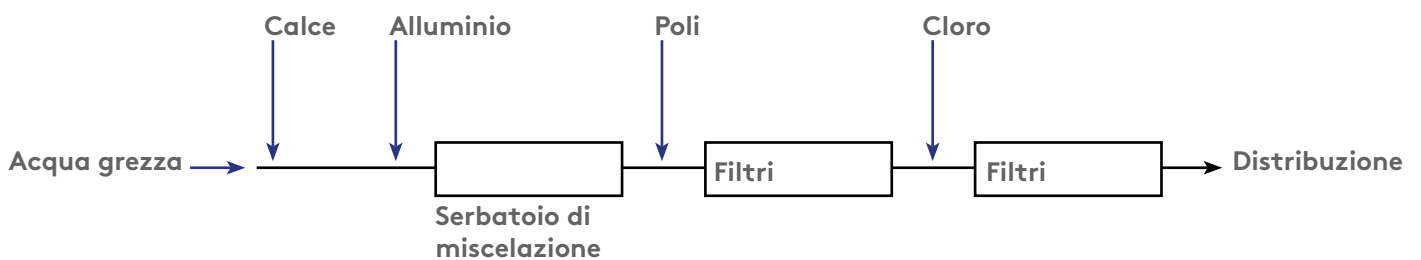 Calce
Alluminio
Poli
Cloro
Acqua grezza
Filtri
Filtri
Distribuzione
Serbatoio di
miscelazione